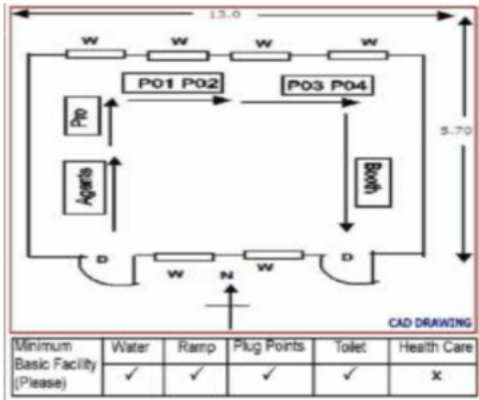 13.0
W W W W
P01 P02 P03 P04
5.70
Pro
Agents
Booth
D D
W W
N
CAD DRAWING
Minimum Basic Facility (Please) Water Ramp Plug Points Toilet Health Care
✓ ✓ ✓ ✓ x